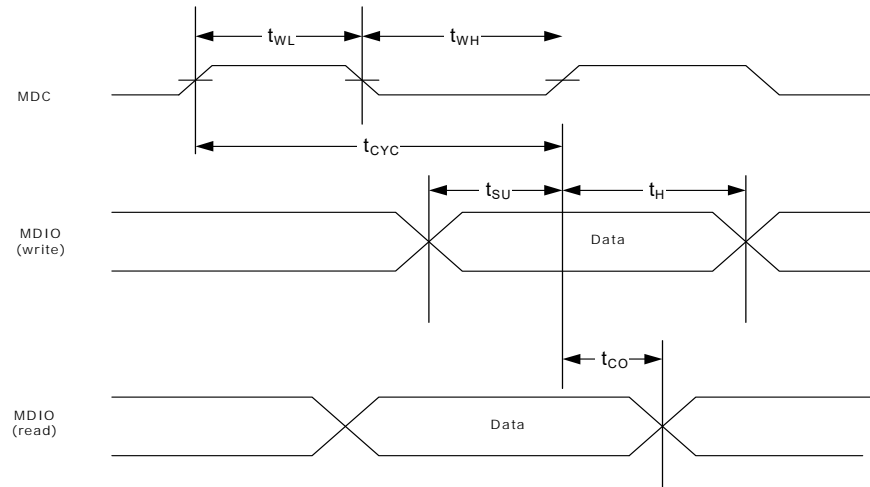 tWL
tWH
MDC
tCYC
tSU
tH
MDIO
(write)
Data
tCO
MDIO
(read)
Data